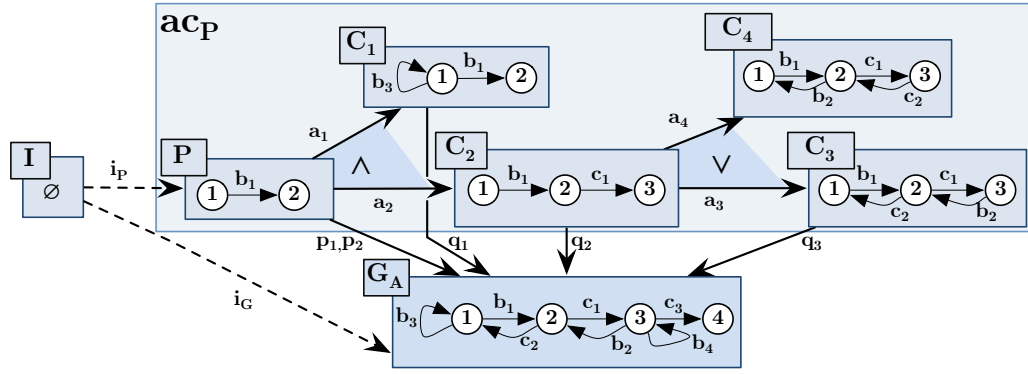 ac_P
C_1
b_3
1
b_1
2
C_4
1
b_1
2
c_1
3
b_2
c_2
a_1
a_4
I
∅
i_P
P
1
b_1
2
∧
a_2
C_2
1
b_1
2
c_1
3
∨
a_3
C_3
1
b_1
2
c_1
3
c_2
b_2
p_1,p_2
q_1
q_2
q_3
i_G
G_A
b_3
1
b_1
2
c_1
3
c_3
4
c_2
b_2
b_4